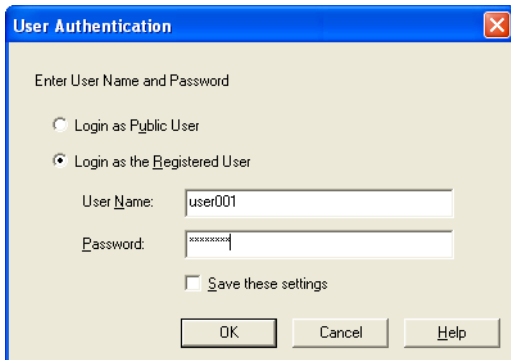 User Authentication
Enter User Name and Password
Login as Public User
Login as the Registered User
User Name: user001
Password: xxxxxxxx
Save these settings
OK Cancel Help